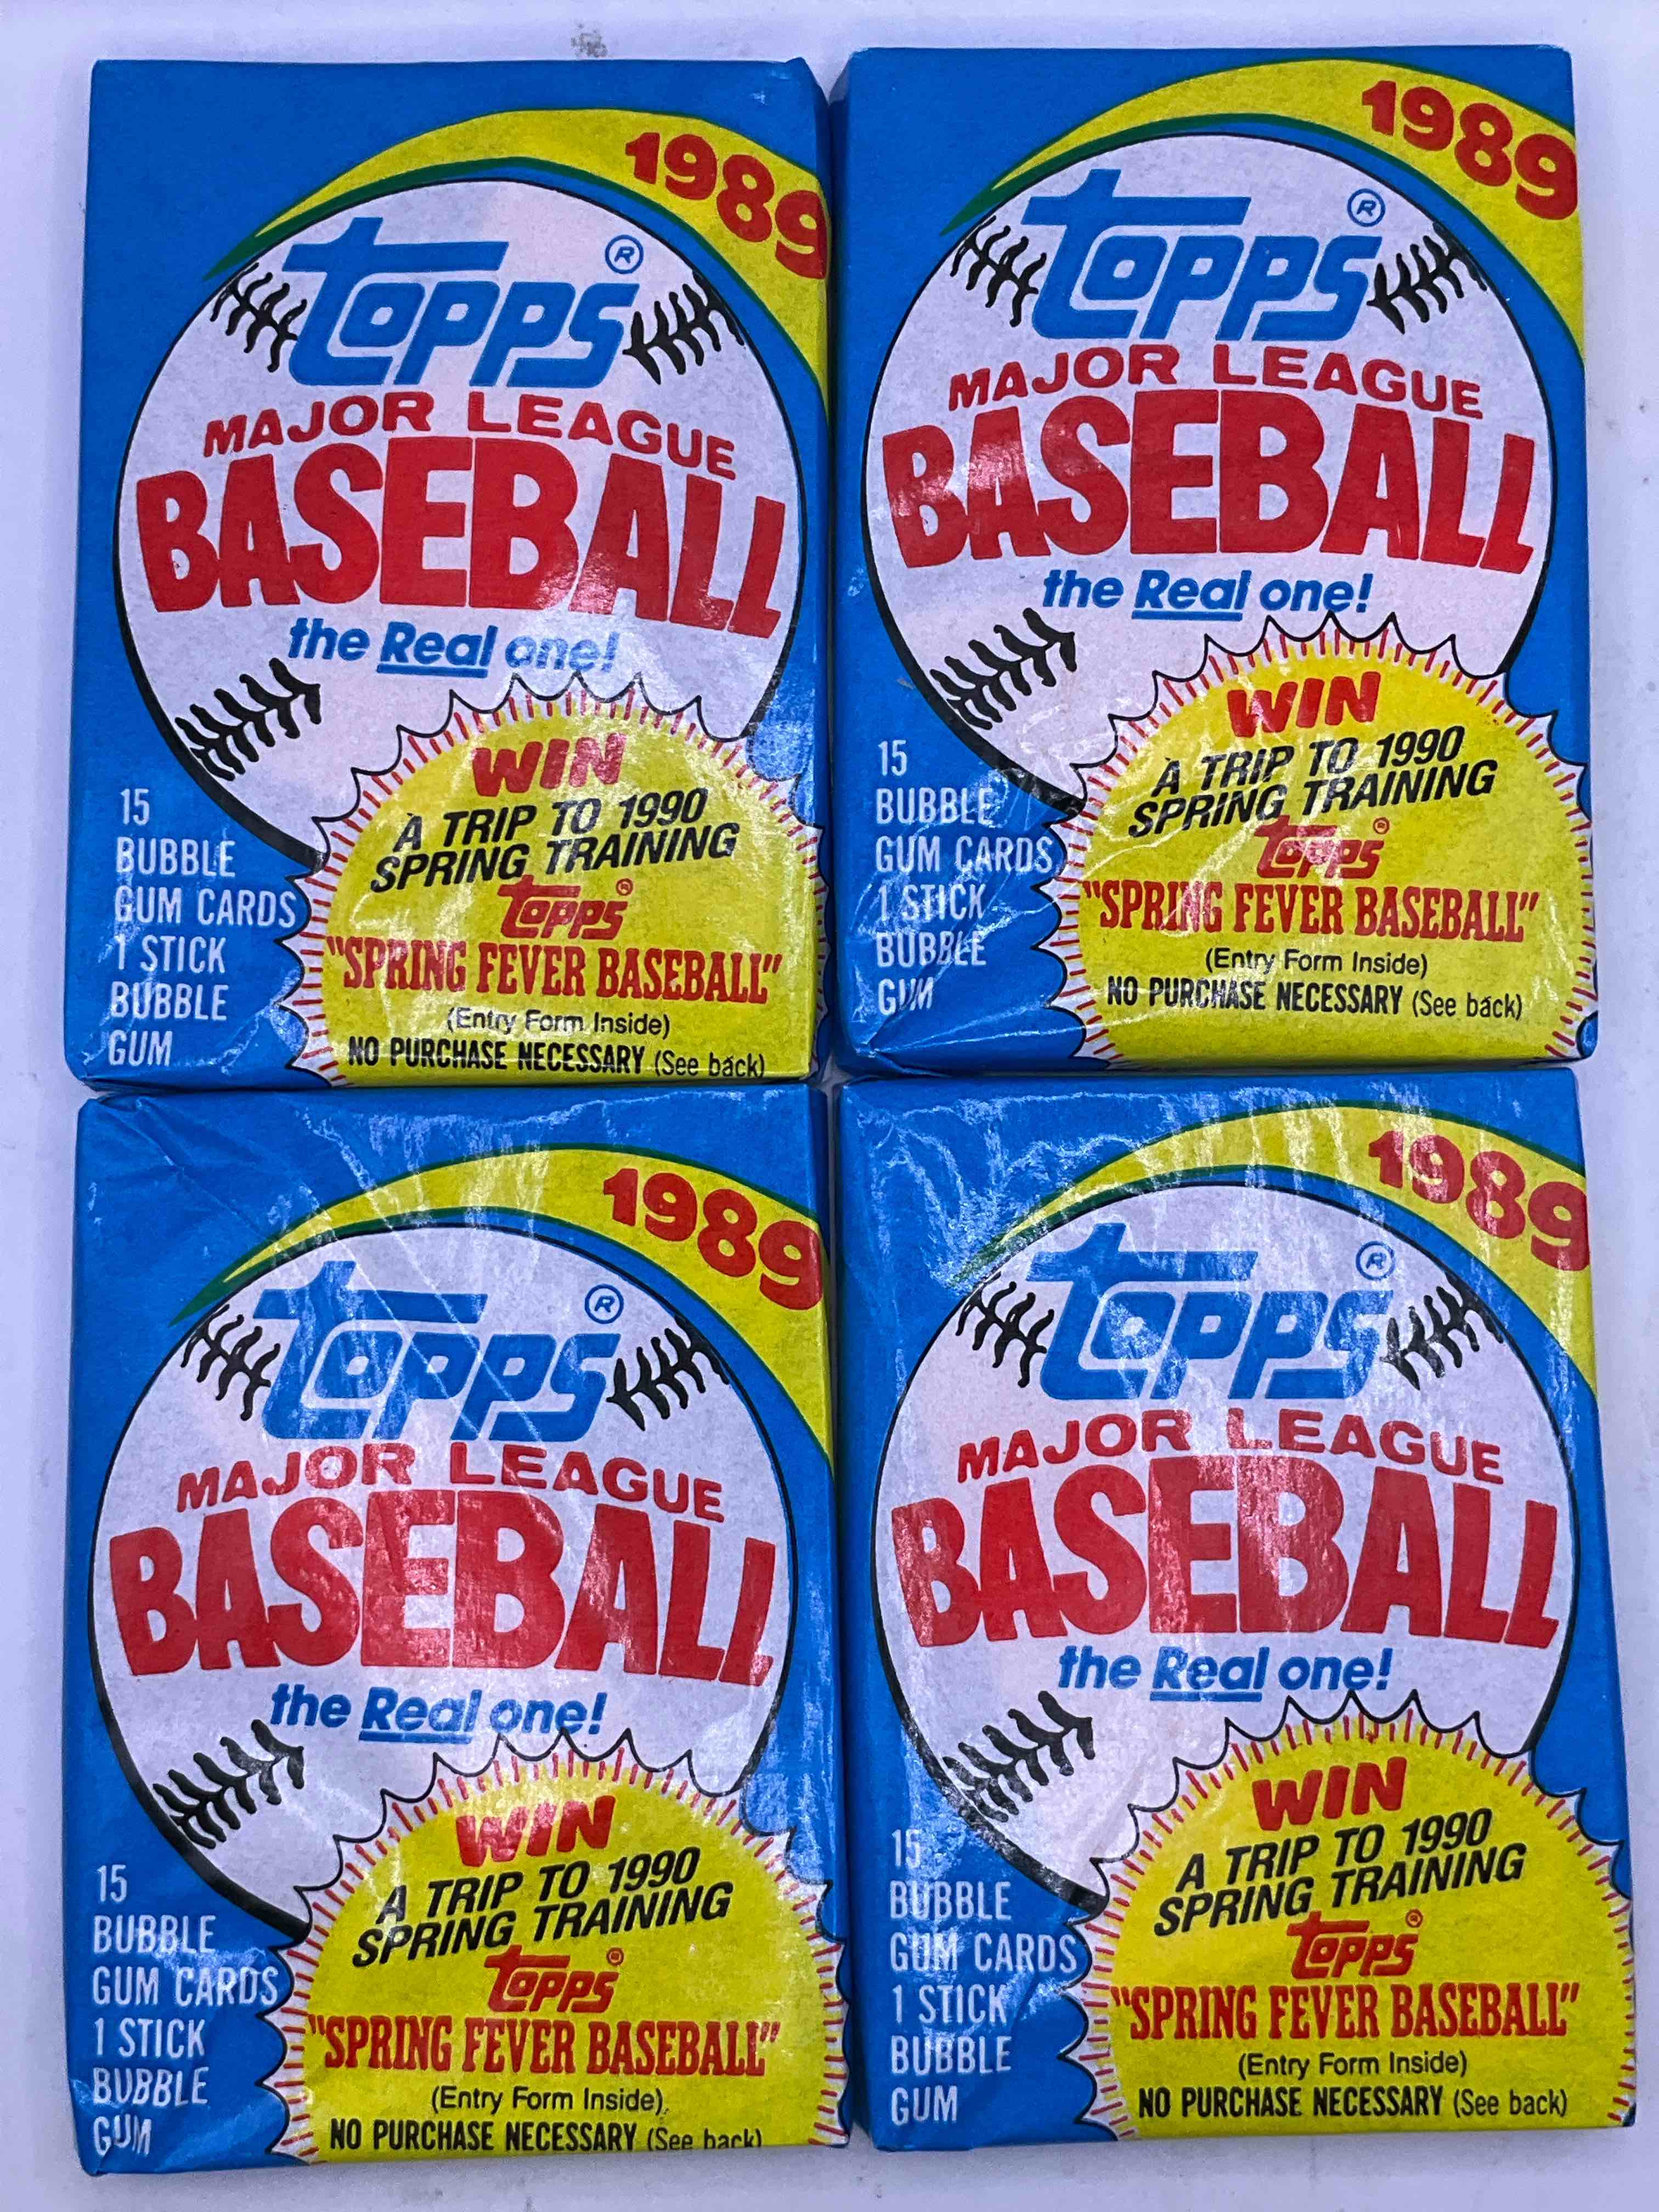 1989
Topps®
MAJOR LEAGUE
BASEBALL
the Real one!
WIN
A TRIP TO 1990
SPRING TRAINING
Topps®
"SPRING FEVER BASEBALL"
(Entry Form Inside)
NO PURCHASE NECESSARY (See back)
15
BUBBLE
GUM CARDS
1 STICK
BUBBLE
GUM
1989
Topps®
MAJOR LEAGUE
BASEBALL
the Real one!
WIN
A TRIP TO 1990
SPRING TRAINING
Topps®
"SPRING FEVER BASEBALL"
(Entry Form Inside)
NO PURCHASE NECESSARY (See back)
15
BUBBLE
GUM CARDS
1 STICK
BUBBLE
GUM
1989
Topps®
MAJOR LEAGUE
BASEBALL
the Real one!
WIN
A TRIP TO 1990
SPRING TRAINING
Topps®
"SPRING FEVER BASEBALL"
(Entry Form Inside)
NO PURCHASE NECESSARY (See back)
15
BUBBLE
GUM CARDS
1 STICK
BUBBLE
GUM
1989
Topps®
MAJOR LEAGUE
BASEBALL
the Real one!
WIN
A TRIP TO 1990
SPRING TRAINING
Topps®
"SPRING FEVER BASEBALL"
(Entry Form Inside)
NO PURCHASE NECESSARY (See back)
15
BUBBLE
GUM CARDS
1 STICK
BUBBLE
GUM